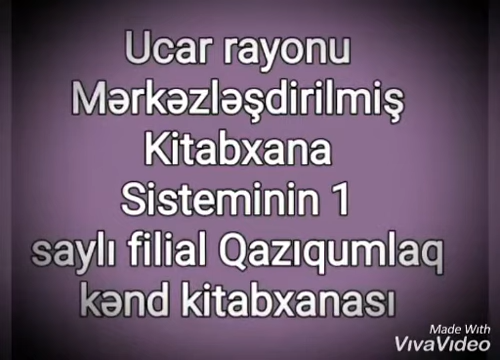 Ucar rayonu
Mərkəzləşdirilmiş
Kitabxana
Sisteminin 1
saylı filial Qazıqumlaq
kənd kitabxanası
Made With
VivaVideo